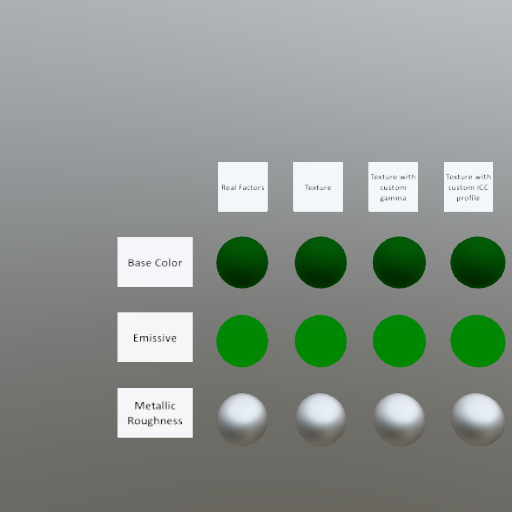 Real Factors
Texture
Texture with
custom
gamma
Texture with
custom ICC
profile
Base Color
Emissive
Metallic
Roughness